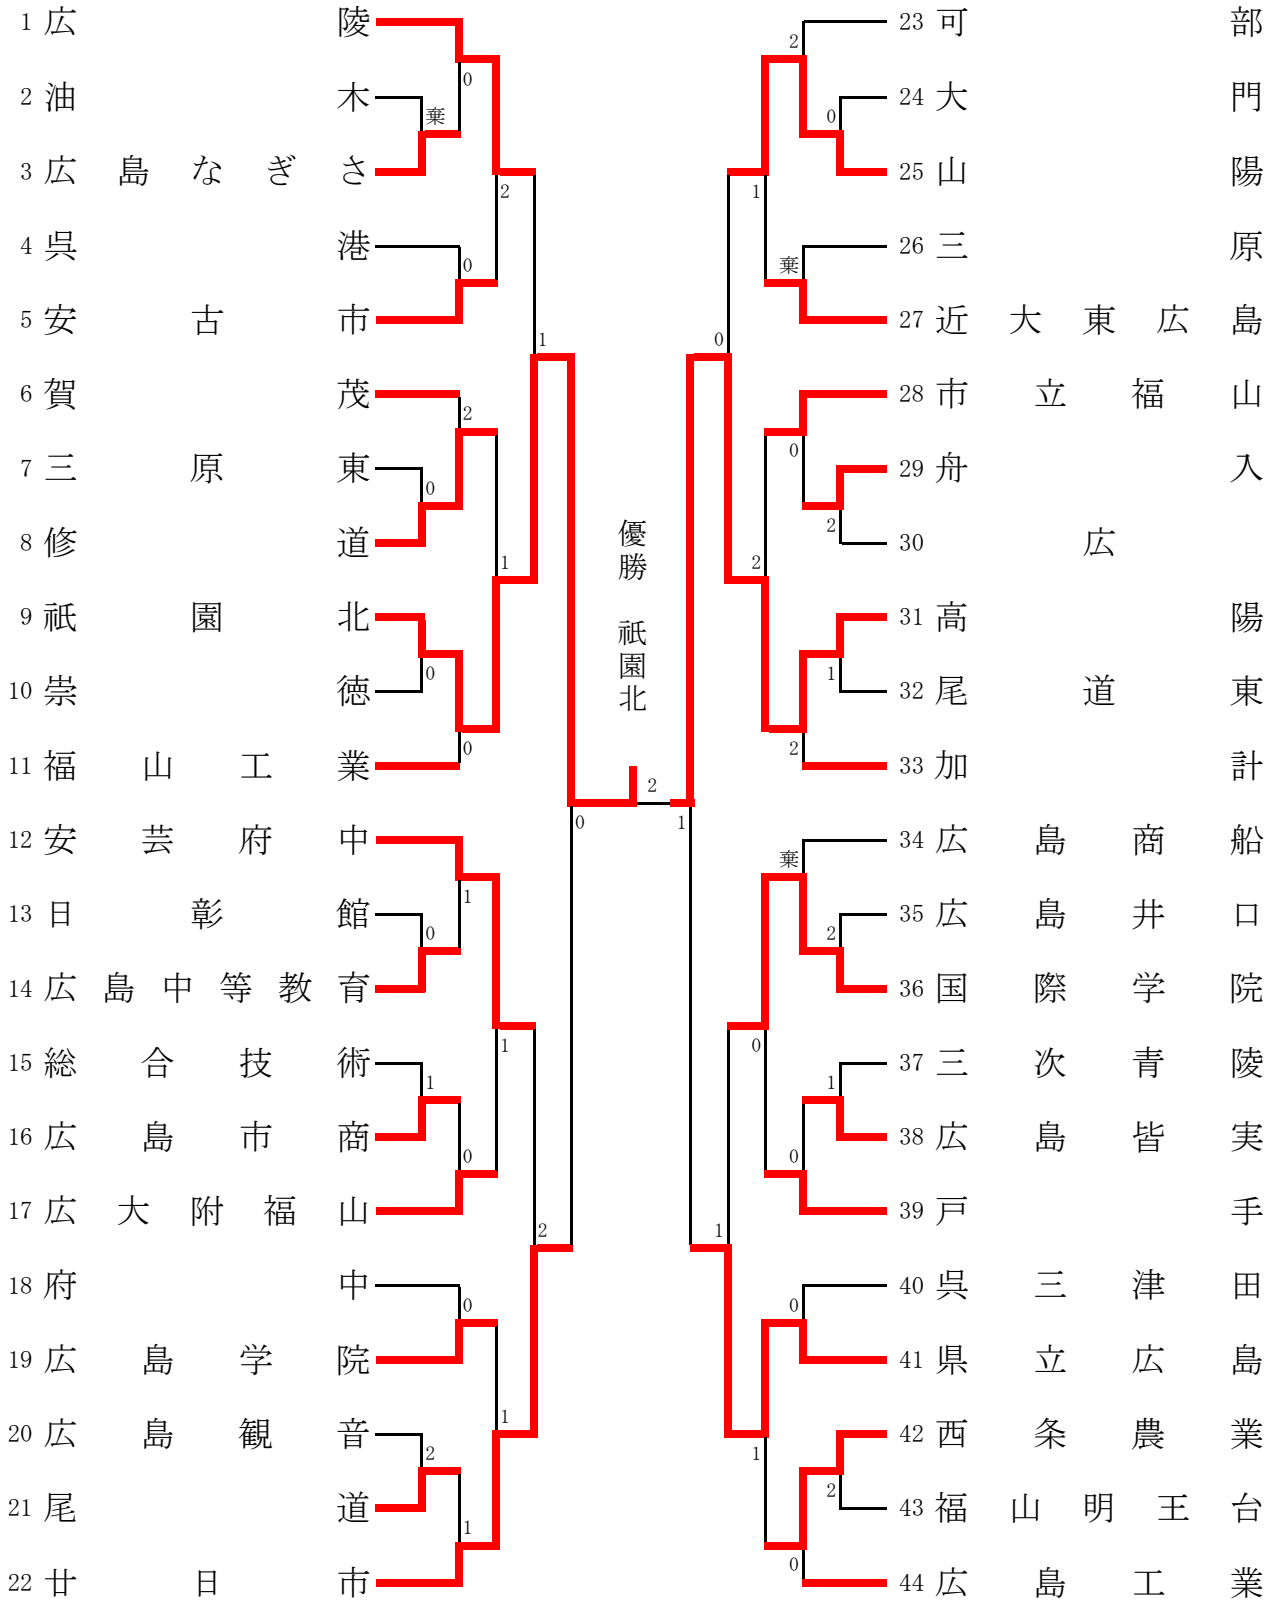 1 広陵
0
2 油木
棄
3 広島なぎさ
2
4 呉港
0
5 安古市
1
6 賀茂
2
7 三原東
0
8 修道
1
9 祇園北
0
10 崇徳
11 福山工業
0
12 安芸府中
1
13 日彰館
0
14 広島中等教育
1
15 総合技術
1
16 広島市商
0
17 広大附福山
2
18 府中
0
19 広島学院
1
20 広島観音
2
21 尾道
1
22 廿日市
優勝 祇園北
0
2
1
23 可部
2
24 大門
0
25 山陽
1
26 三原
棄
27 近大東広島
0
28 市立福山
0
29 舟入
2
30 広
2
31 高陽
1
32 尾道東
2
33 加計
34 広島商船
棄
35 広島井口
2
36 国際学院
0
37 三次青陵
1
38 広島皆実
0
39 戸手
1
40 呉三津田
0
41 県立広島
1
42 西条農業
2
43 福山明王台
0
44 広島工業